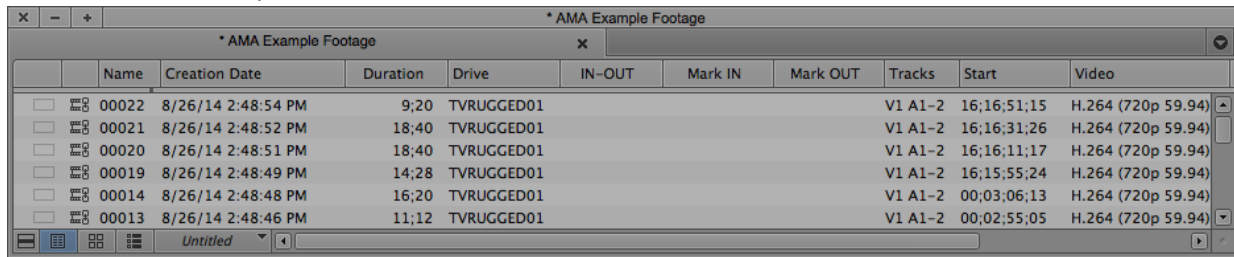 * AMA Example Footage
* AMA Example Footage
Name Creation Date Duration Drive IN-OUT Mark IN Mark OUT Tracks Start Video
00022 8/26/14 2:48:54 PM 9;20 TVRUGGED01 V1 A1-2 16;16;51;15 H.264 (720p 59.94)
00021 8/26/14 2:48:52 PM 18;40 TVRUGGED01 V1 A1-2 16;16;31;26 H.264 (720p 59.94)
00020 8/26/14 2:48:51 PM 18;40 TVRUGGED01 V1 A1-2 16;16;11;17 H.264 (720p 59.94)
00019 8/26/14 2:48:49 PM 14;28 TVRUGGED01 V1 A1-2 16;15;55;24 H.264 (720p 59.94)
00014 8/26/14 2:48:48 PM 16;20 TVRUGGED01 V1 A1-2 00;03;06;13 H.264 (720p 59.94)
00013 8/26/14 2:48:46 PM 11;12 TVRUGGED01 V1 A1-2 00;02;55;05 H.264 (720p 59.94)
Untitled